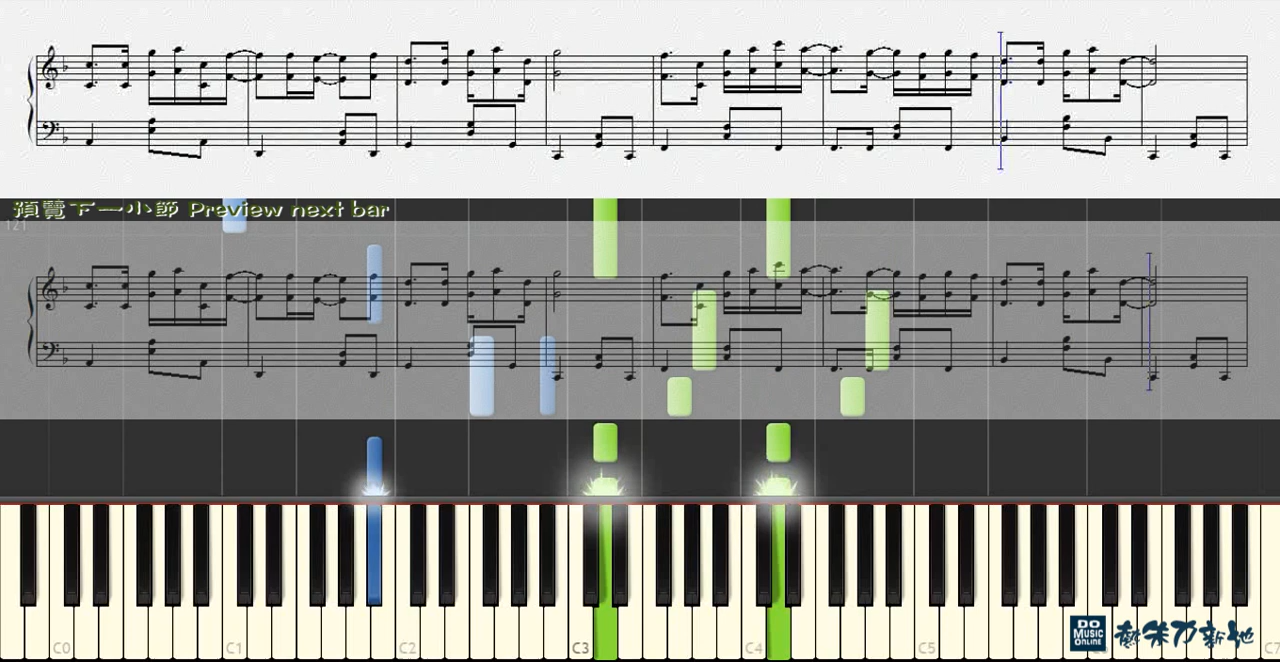 預覽下一小節 Preview next bar
121
C0 C1 C2 C3 C4 C5 C7
DO
MUSIC
ONLINE